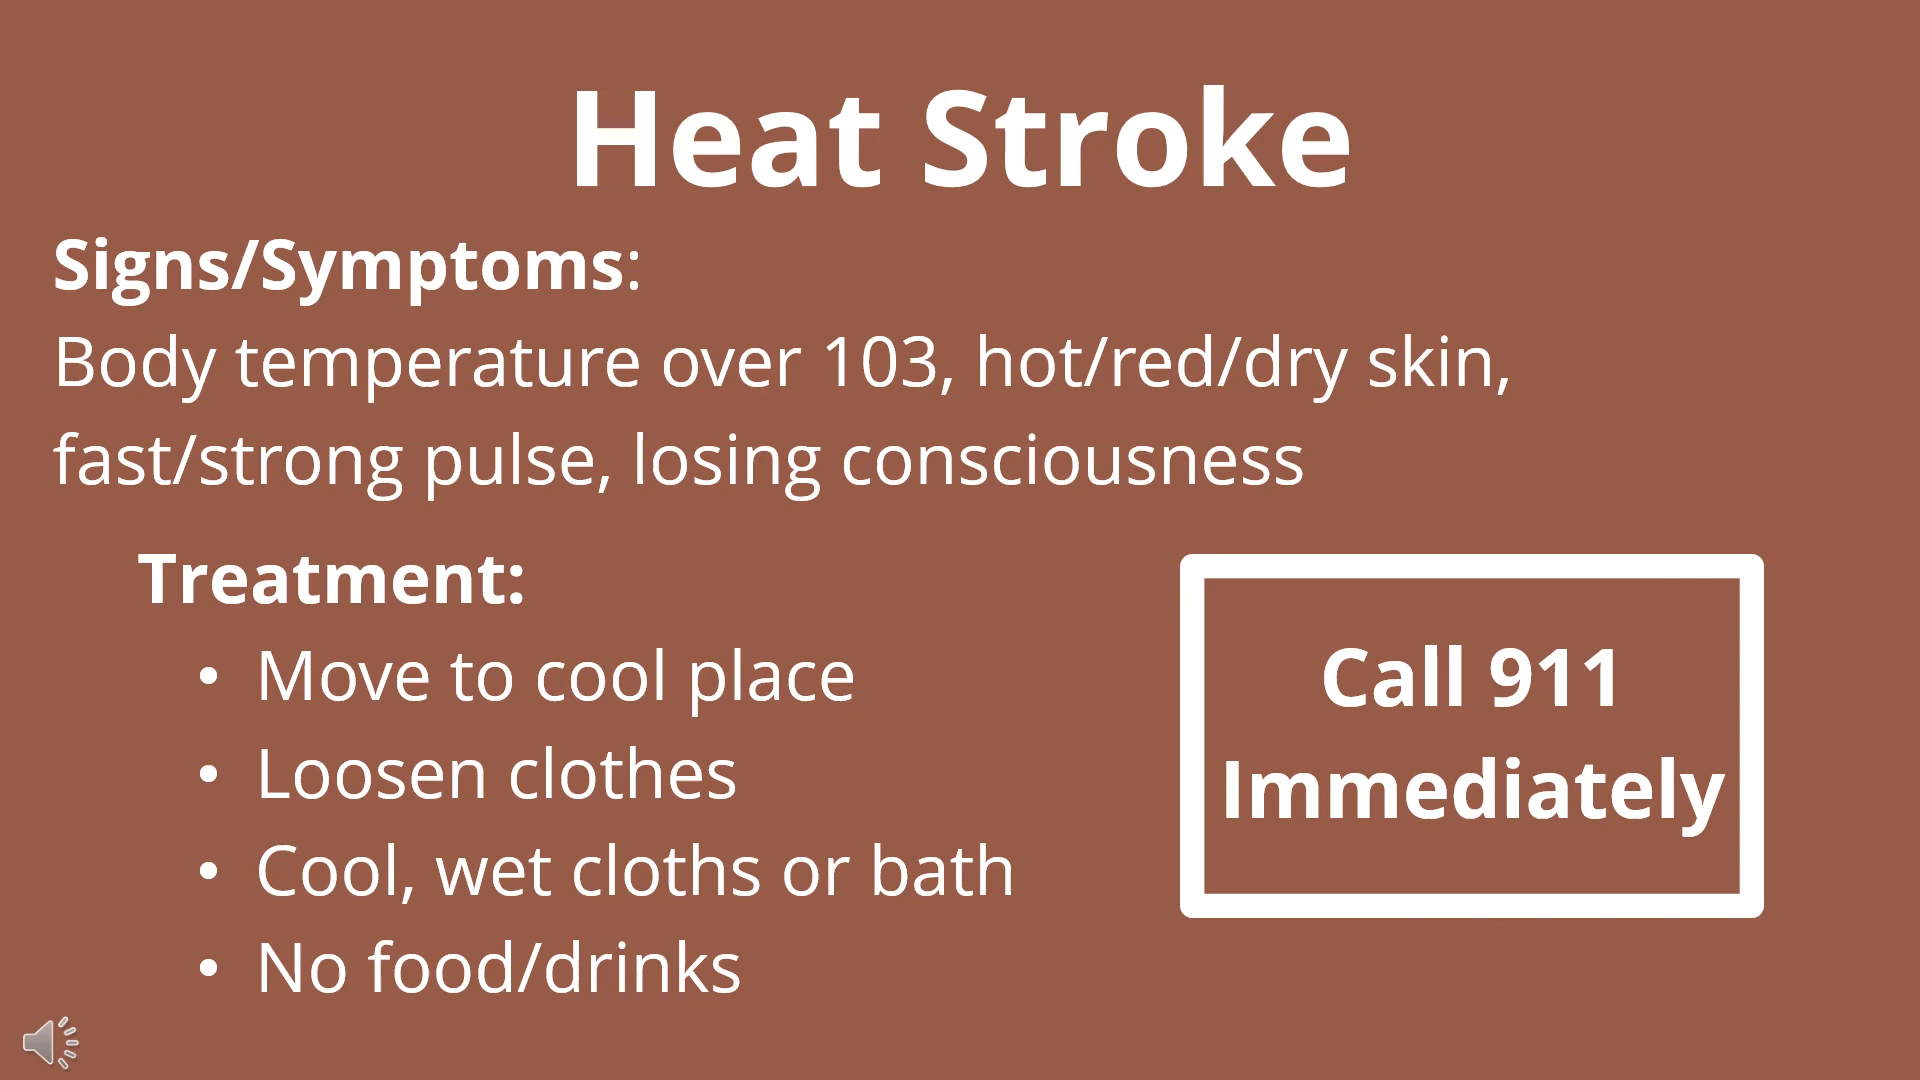 Heat Stroke
Signs/Symptoms:
Body temperature over 103, hot/red/dry skin,
fast/strong pulse, losing consciousness
Treatment:
• Move to cool place
• Loosen clothes
• Cool, wet cloths or bath
• No food/drinks
Call 911
Immediately